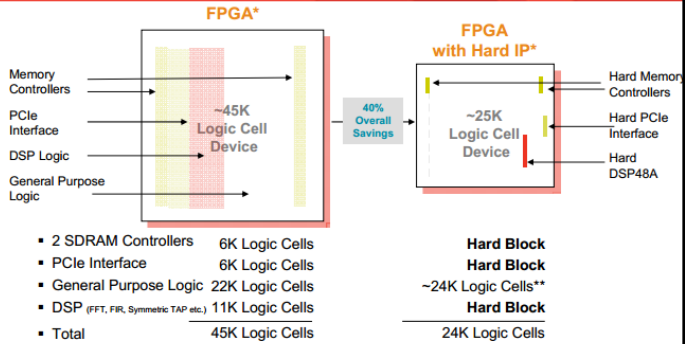 FPGA*
FPGA
with Hard IP*
Memory
Controllers
PCIe
Interface
DSP Logic
General Purpose
Logic
~45K
Logic Cell
Device
40%
Overall
Savings
~25K
Logic Cell
Device
Hard Memory
Controllers
Hard PCIe
Interface
Hard
DSP48A
▪ 2 SDRAM Controllers 6K Logic Cells Hard Block
▪ PCIe Interface 6K Logic Cells Hard Block
▪ General Purpose Logic 22K Logic Cells ~24K Logic Cells**
▪ DSP (FFT, FIR, Symmetric TAP etc.) 11K Logic Cells Hard Block
▪ Total 45K Logic Cells 24K Logic Cells